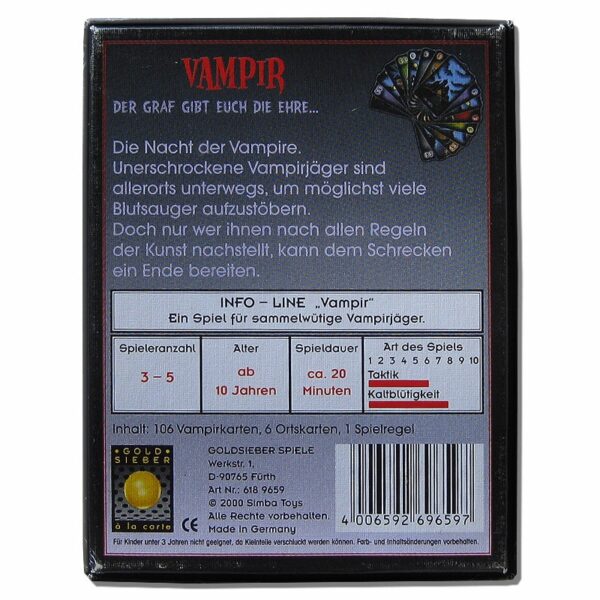 VAMPIR
DER GRAF GIBT EUCH DIE EHRE...
Die Nacht der Vampire.
Unerschrockene Vampirjäger sind
allerorts unterwegs, um möglichst viele
Blutsauger aufzustöbern.
Doch nur wer ihnen nach allen Regeln
der Kunst nachstellt, kann dem Schrecken
ein Ende bereiten.
INFO – LINE „Vampir“
Ein Spiel für sammelwütige Vampirjäger.
Spieleranzahl
3 – 5
Alter
ab
10 Jahren
Spieldauer
ca. 20
Minuten
Art des Spiels
1 2 3 4 5 6 7 8 9 10
Taktik
Kaltblütigkeit
Inhalt: 106 Vampirkarten, 6 Ortskarten, 1 Spielregel
GOLD
SIEBER
à la carte
CE
GOLDSIEBER SPIELE
Werkstr. 1,
D-90765 Fürth
Art Nr.: 618 9659
© 2000 Simba Toys
Alle Rechte vorbehalten.
Made in Germany
4 006592 696597
Für Kinder unter 3 Jahren nicht geeignet, da Kleinteile verschluckt werden können. Farb- und Inhaltsänderungen vorbehalten.